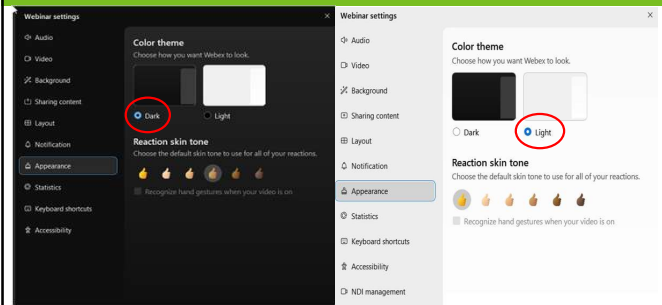 Webinar settings
Audio
Video
Background
Sharing content
Layout
Notification
Appearance
Statistics
Keyboard shortcuts
Accessibility
Color theme
Choose how you want Webex to look.
Dark
Light
Reaction skin tone
Choose the default skin tone to use for all of your reactions.
Recognize hand gestures when your video is on
Webinar settings
Audio
Video
Background
Sharing content
Layout
Notification
Appearance
Statistics
Keyboard shortcuts
Accessibility
NDI management
Color theme
Choose how you want Webex to look.
Dark
Light
Reaction skin tone
Choose the default skin tone to use for all of your reactions.
Recognize hand gestures when your video is on